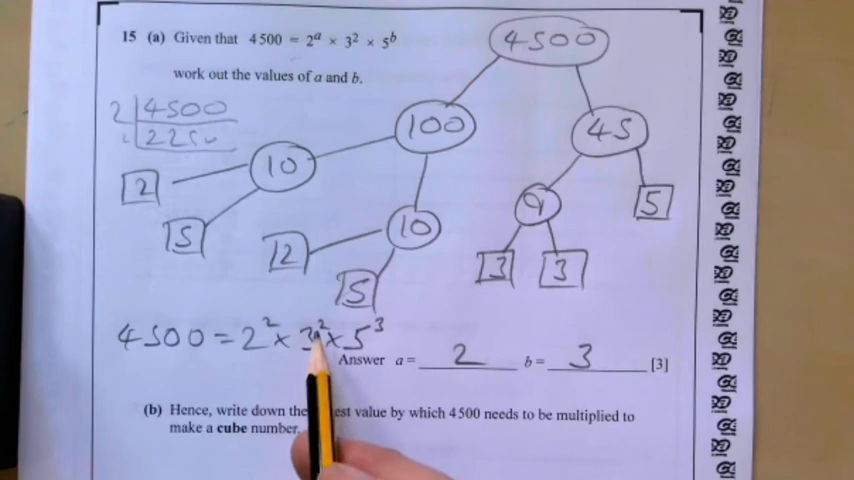 15 (a) Given that 4500 = 2^a × 3^2 × 5^b
work out the values of a and b.
2 4500
2 2250
4500
100 45
10 10 9 5
2 5 2 5 3 3
4500 = 2^2 × 3^2 × 5^3
Answer a = 2 b = 3 [3]
(b) Hence, write down the est value by which 4500 needs to be multiplied to
make a cube number.